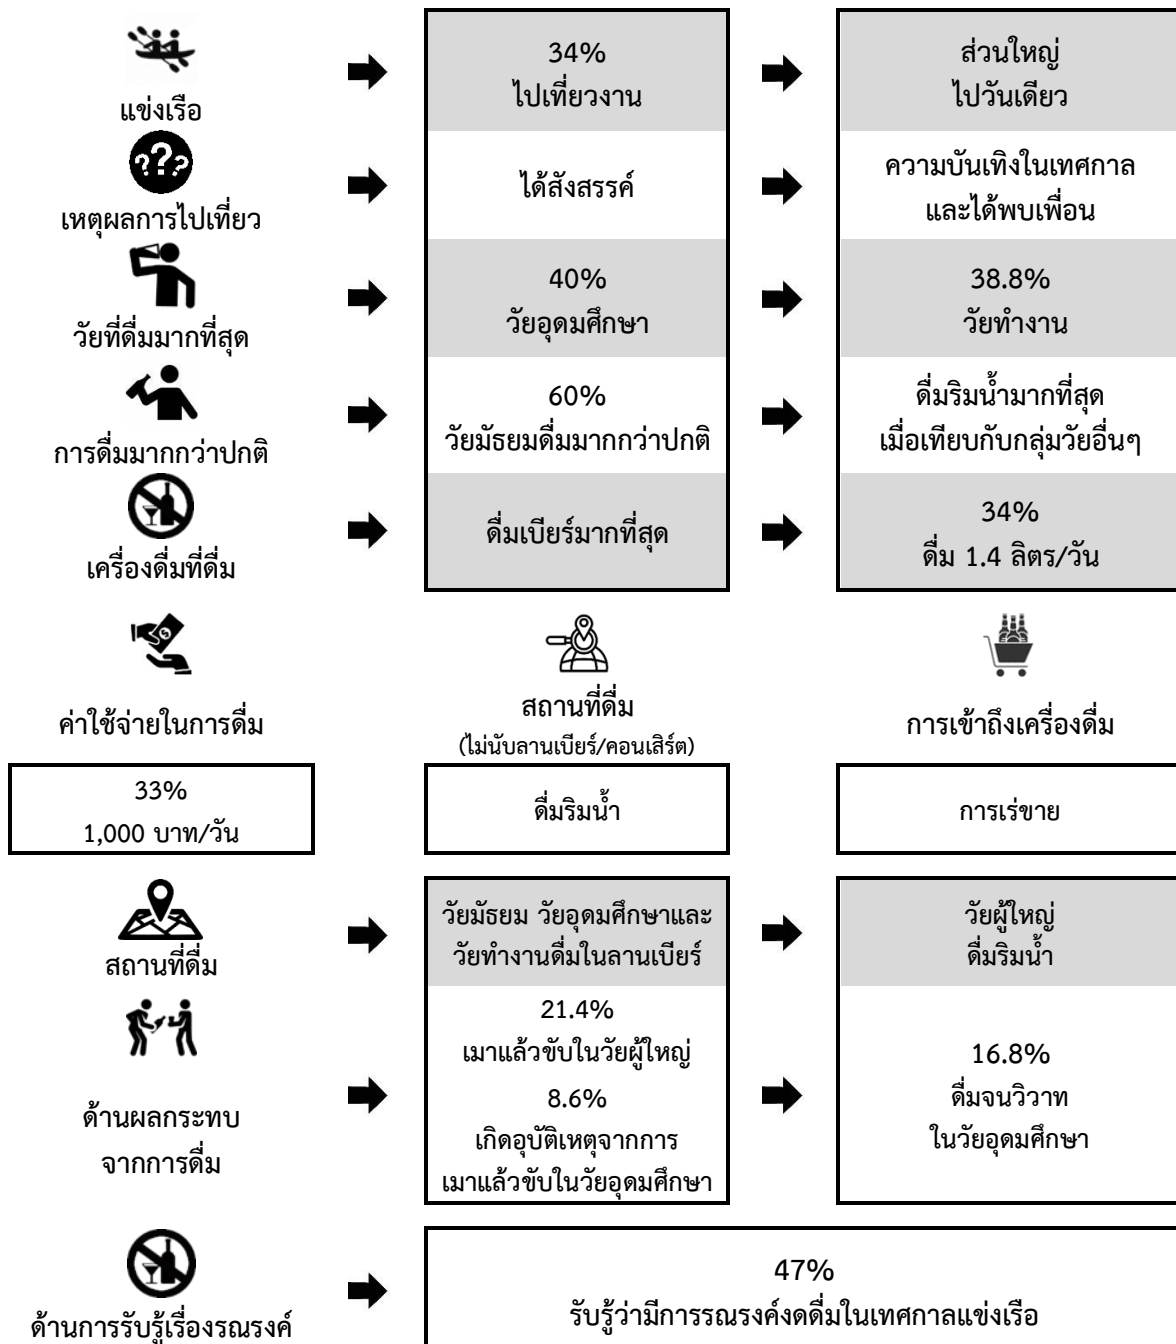 แข่งเรือ
34%
ไปเที่ยวงาน
ส่วนใหญ่
ไปวันเดียว
???
เหตุผลการไปเที่ยว
ได้สังสรรค์
ความบันเทิงในเทศกาล
และได้พบเพื่อน
วัยที่ดื่มมากที่สุด
40%
วัยอุดมศึกษา
38.8%
วัยทำงาน
การดื่มมากกว่าปกติ
60%
วัยมัธยมดื่มมากกว่าปกติ
ดื่มริมน้ำมากที่สุด
เมื่อเทียบกับกลุ่มวัยอื่นๆ
เครื่องดื่มที่ดื่ม
ดื่มเบียร์มากที่สุด
34%
ดื่ม 1.4 ลิตร/วัน
ค่าใช้จ่ายในการดื่ม
33%
1,000 บาท/วัน
สถานที่ดื่ม
(ไม่นับลานเบียร์/คอนเสิร์ต)
ดื่มริมน้ำ
การเข้าถึงเครื่องดื่ม
การเร่ขาย
สถานที่ดื่ม
วัยมัธยม วัยอุดมศึกษาและ
วัยทำงานดื่มในลานเบียร์
วัยผู้ใหญ่
ดื่มริมน้ำ
ด้านผลกระทบ
จากการดื่ม
21.4%
เมาแล้วขับในวัยผู้ใหญ่
8.6%
เกิดอุบัติเหตุจากการ
เมาแล้วขับในวัยอุดมศึกษา
16.8%
ดื่มจนวิวาท
ในวัยอุดมศึกษา
ด้านการรับรู้เรื่องรณรงค์
47%
รับรู้ว่ามีการรณรงค์งดดื่มในเทศกาลแข่งเรือ